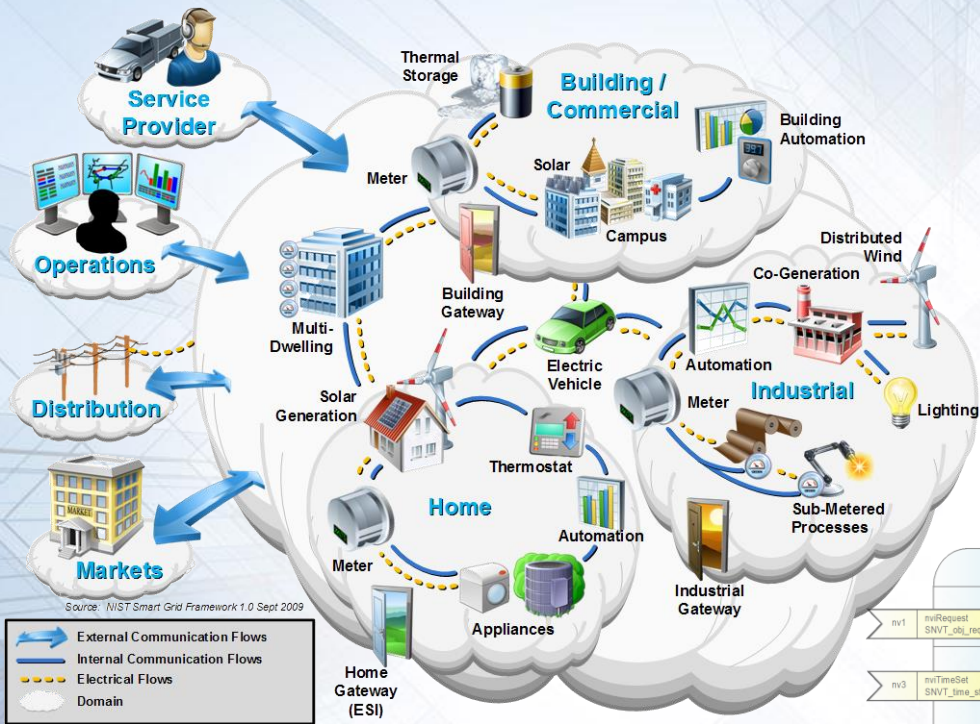 Service
Provider
Operations
Distribution
Markets
MARKET
Source: NIST Smart Grid Framework 1.0 Sept 2009
External Communication Flows
Internal Communication Flows
Electrical Flows
Domain
Thermal
Storage
Building /
Commercial
Building
Automation
Meter
Solar
Campus
Building
Gateway
Multi-
Dwelling
Electric
Vehicle
Distributed
Wind
Co-Generation
Automation
Industrial
Meter
Lighting
Sub-Metered
Processes
Industrial
Gateway
Solar
Generation
Thermostat
Home
Automation
Meter
Appliances
Home
Gateway
(ESI)
nv1
nviRequest
nv3
nviTimeSet